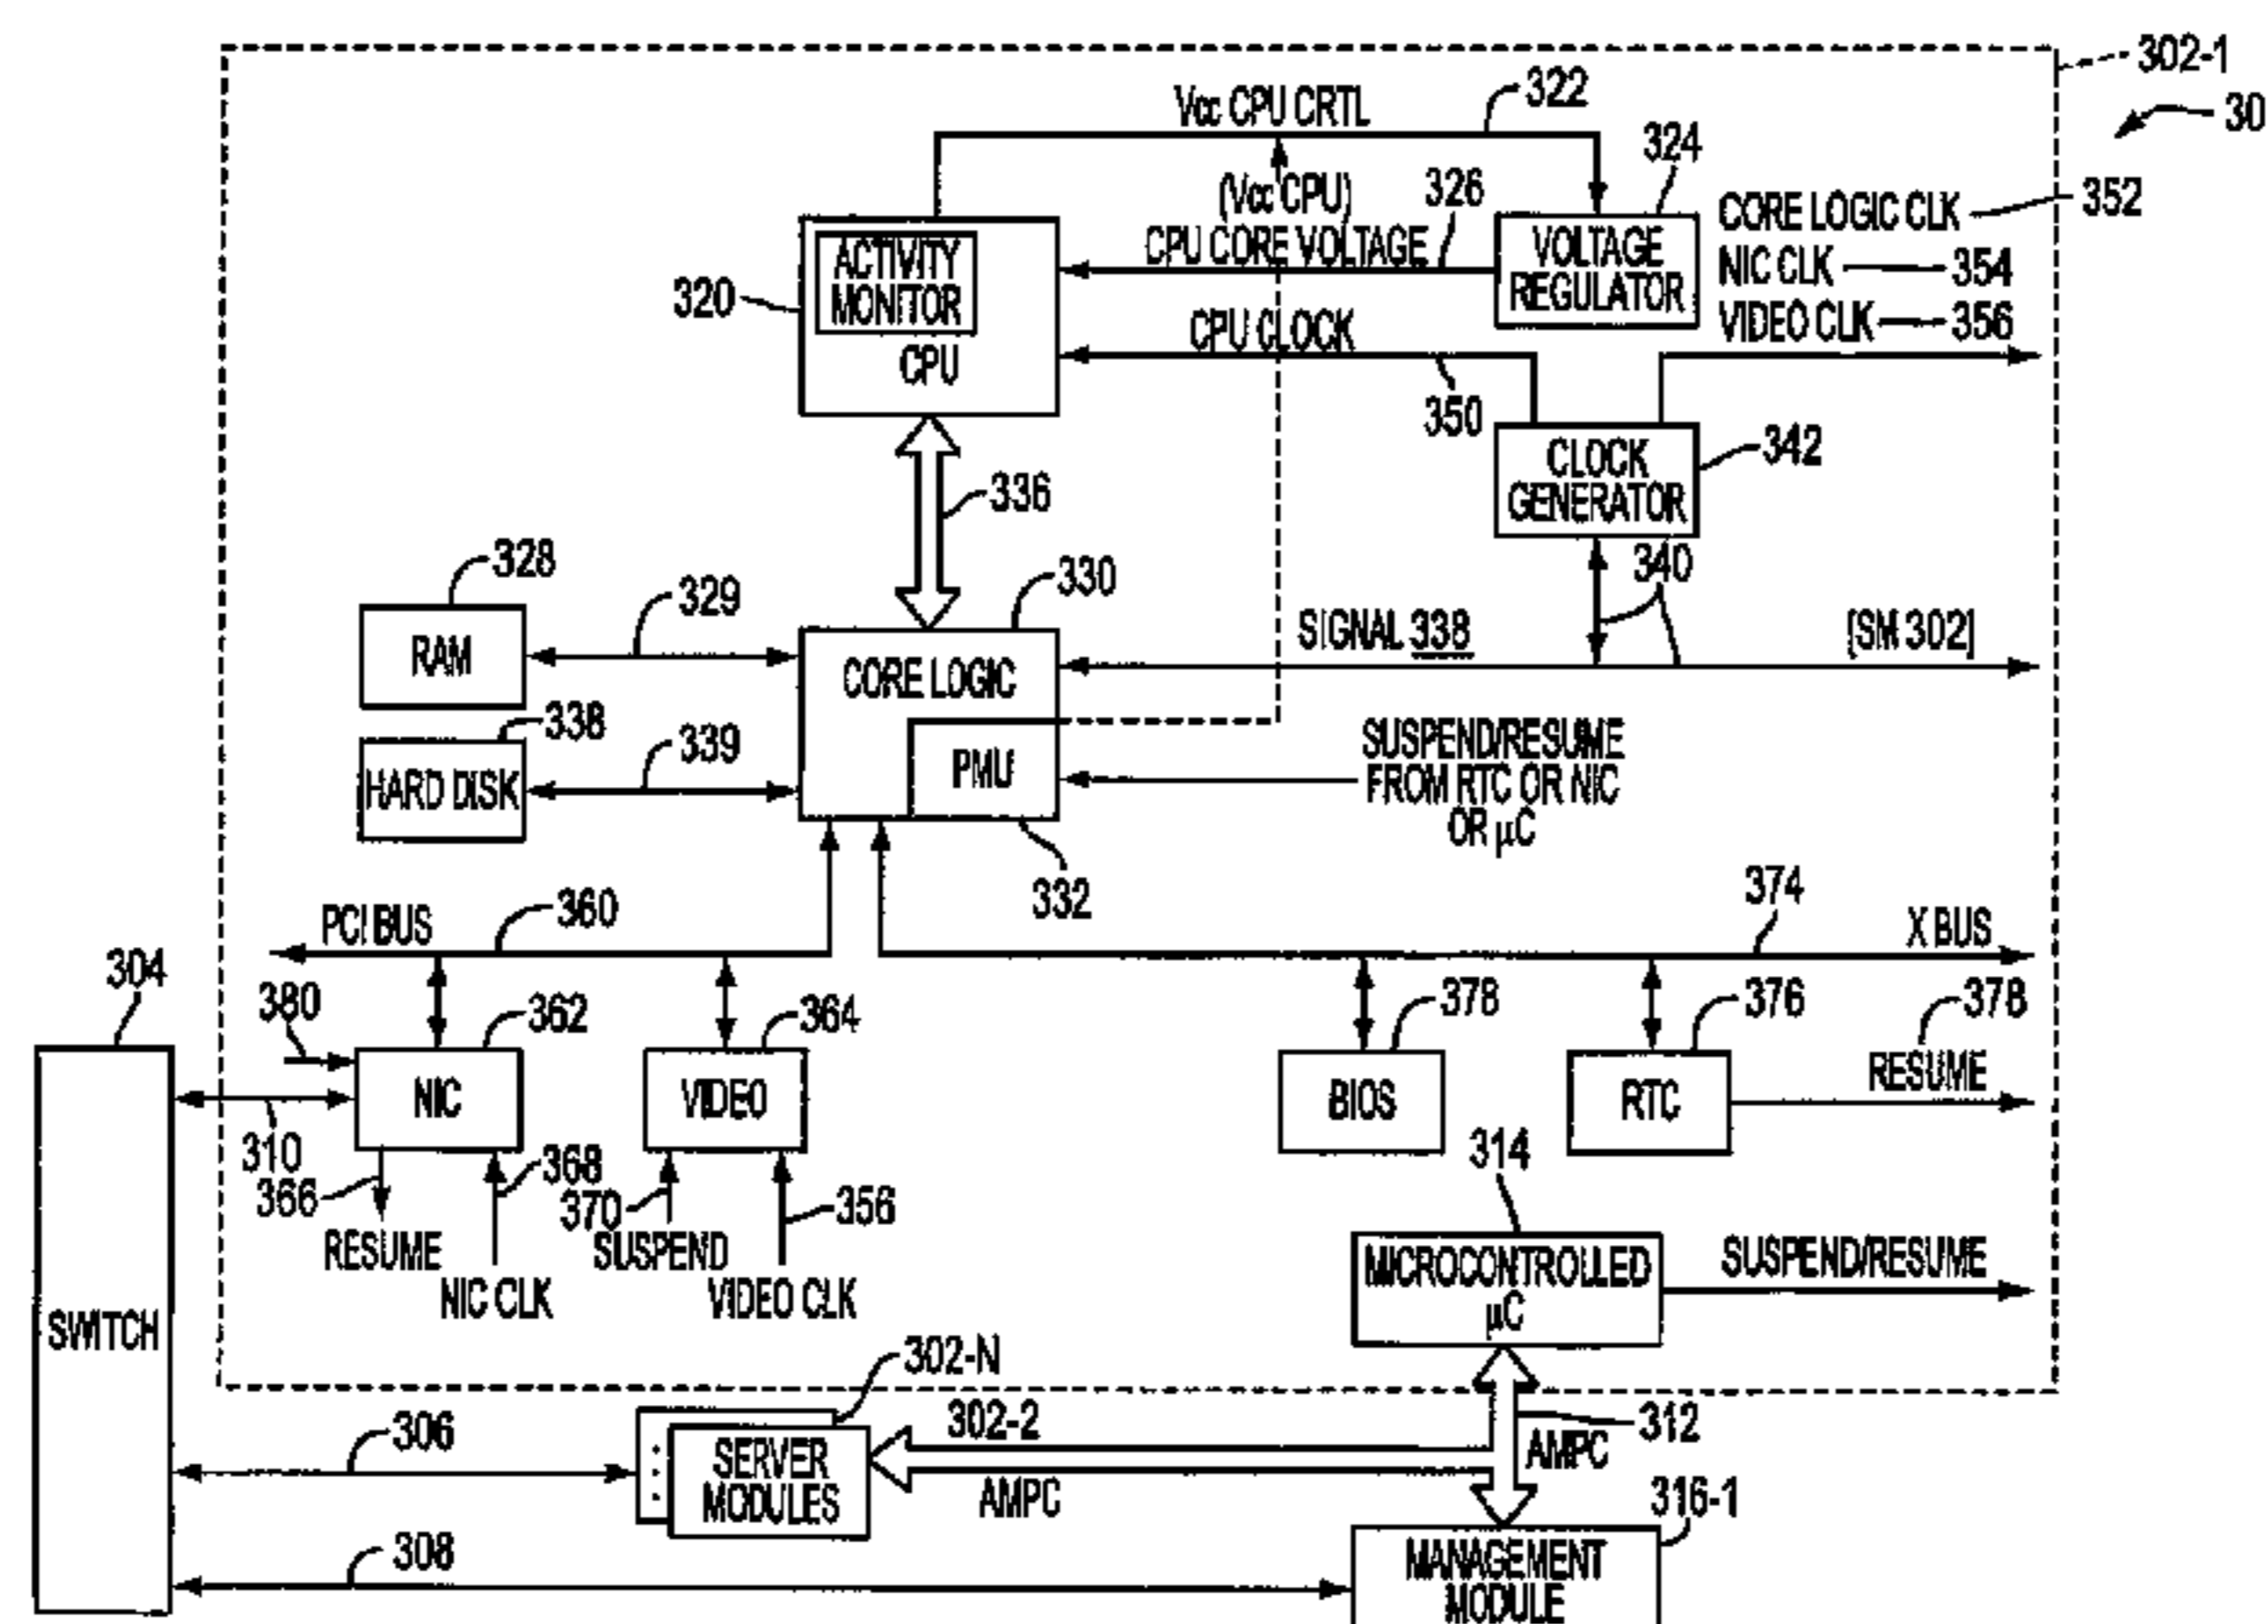 302-1
30
Vcc CPU CRTL
322
324
(Vcc CPU)
326
CPU CORE VOLTAGE
VOLTAGE
REGULATOR
CORE LOGIC CLK
352
NIC CLK
354
VIDEO CLK
356
320
ACTIVITY
MONITOR
CPU
CPU CLOCK
350
CLOCK
GENERATOR
342
336
340
328
RAM
329
330
CORE LOGIC
SIGNAL 338
[SM 302]
338
HARD DISK
339
PMU
332
SUSPEND/RESUME
FROM RTC OR NIC
OR μC
PCI BUS
360
374
X BUS
304
SWITCH
380
362
NIC
364
VIDEO
378
BIOS
376
RTC
378
RESUME
310
366
RESUME
368
NIC CLK
370
SUSPEND
356
VIDEO CLK
314
MICROCONTROLLED
μC
SUSPEND/RESUME
302-N
306
SERVER
MODULES
302-2
AMPC
312
AMPC
316-1
308
MANAGEMENT
MODULE